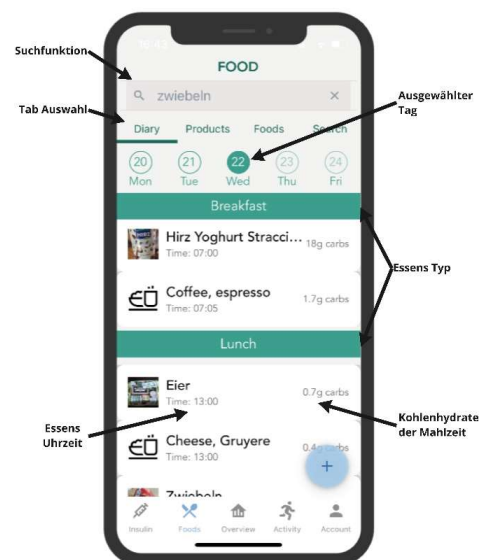 Suchfunktion
FOOD
zwiebeln
Ausgewählter
Tag
Tab Auswahl
Diary Products Foods Search
20 21 22 23 24
Mon Tue Wed Thu Fri
Breakfast
Hirz Yoghurt Stracci... 18g carbs
Time: 07:00
Essens Typ
Coffee, espresso 1.7g carbs
Time: 07:05
Lunch
Eier 0.7g carbs
Time: 13:00
Kohlenhydrate
der Mahlzeit
Essens
Uhrzeit
Cheese, Gruyere 0.4g carbs
Time: 13:00
Zwiebeln
Insulin Foods Overview Activity Account